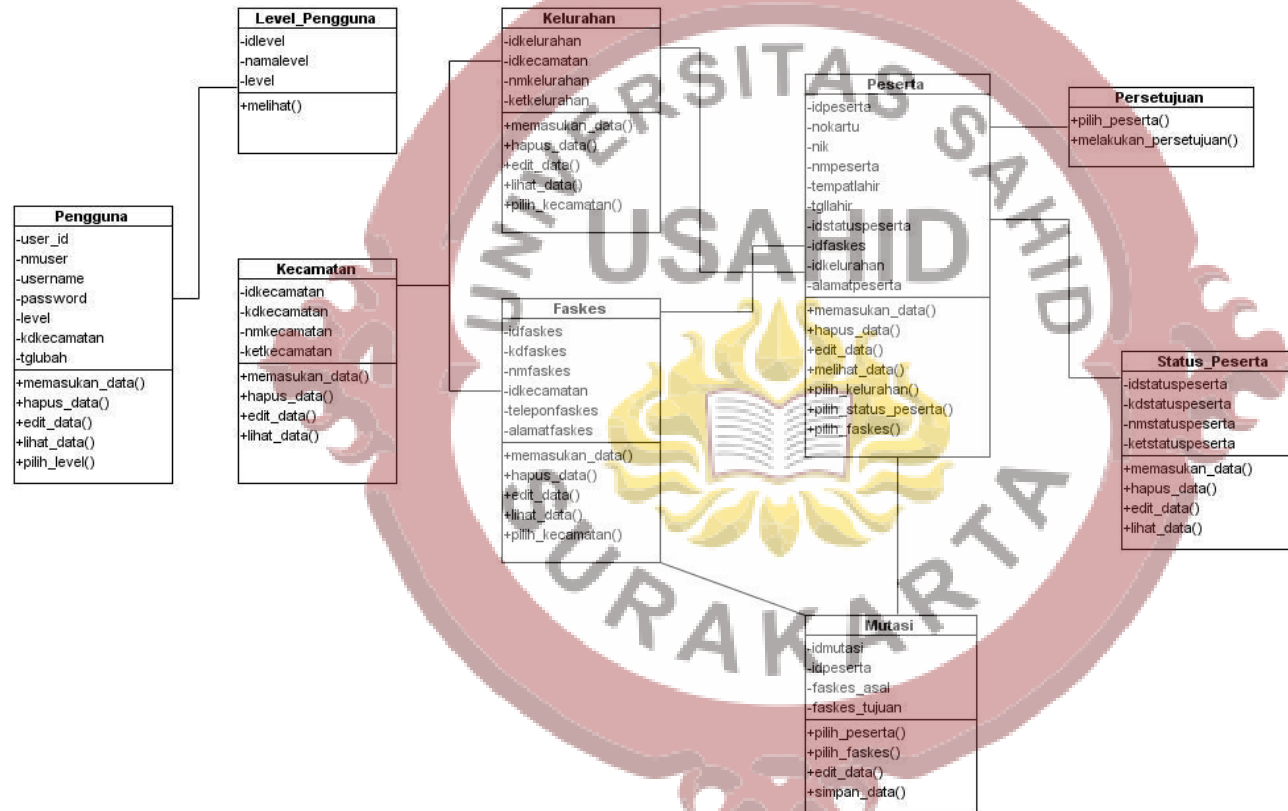 Level_Pengguna
-idlevel
-namalevel
-level
+melihat()
Kelurahan
-idkelurahan
-idkecamatan
-nmkelurahan
-ketkelurahan
+memasukan_data()
+hapus_data()
+edit_data()
+lihat_data()
+pilih_kecamatan()
Peserta
-idpeserta
-nokartu
-nik
-nmpeserta
-tempatlahir
-tgllahir
-idstatuspeserta
-idfaskes
-idkelurahan
-alamatpeserta
+memasukan_data()
+hapus_data()
+edit_data()
+melihat_data()
+pilih_kelurahan()
+pilih_status_peserta()
+pilih_faskes()
Persetujuan
+pilih_peserta()
+melakukan_persetujuan()
Pengguna
-user_id
-nmuser
-username
-password
-level
-kdkecamatan
-tglubah
+memasukan_data()
+hapus_data()
+edit_data()
+lihat_data()
+pilih_level()
Kecamatan
-idkecamatan
-kdkecamatan
-nmkecamatan
-ketkecamatan
+memasukan_data()
+hapus_data()
+edit_data()
+lihat_data()
Faskes
-idfaskes
-kdfaskes
-nmfaskes
-idkecamatan
-teleponfaskes
-alamatfaskes
+memasukan_data()
+hapus_data()
+edit_data()
+lihat_data()
+pilih_kecamatan()
Status_Peserta
-idstatuspeserta
-kdstatuspeserta
-nmstatuspeserta
-ketstatuspeserta
+memasukan_data()
+hapus_data()
+edit_data()
+lihat_data()
Mutasi
-idmutasi
-idpeserta
-faskes_asal
-faskes_tujuan
+pilih_peserta()
+pilih_faskes()
+edit_data()
+simpan_data()
UNIVERSITAS SAHID
USAHID
SURAKARTA